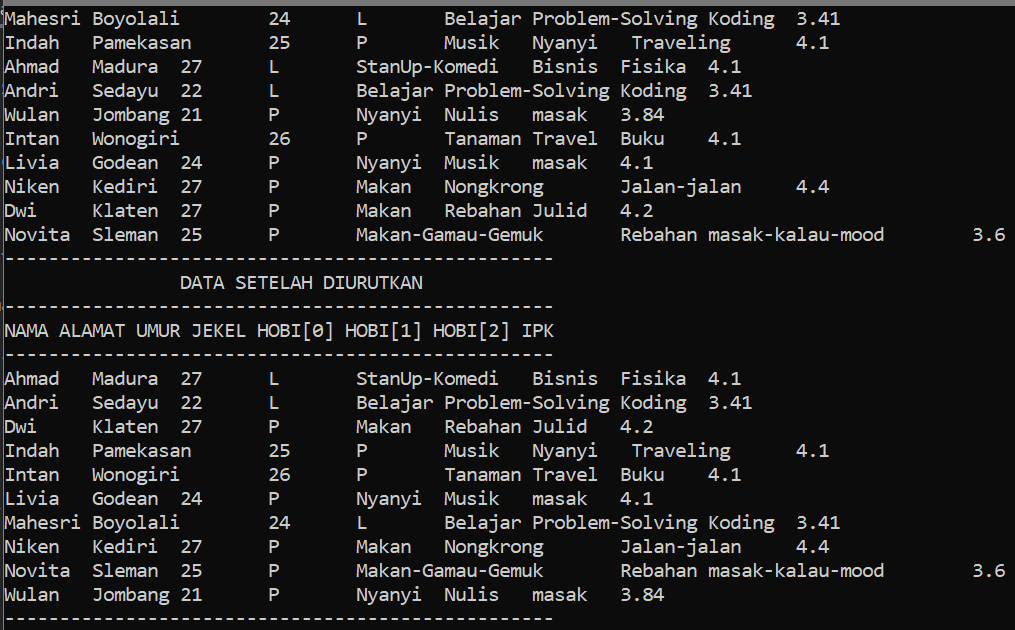 Mahesri Boyolali 24 L Belajar Problem-Solving Koding 3.41
Indah Pamekasan 25 P Musik Nyanyi Traveling 4.1
Ahmad Madura 27 L StanUp-Komedi Bisnis Fisika 4.1
Andri Sedayu 22 L Belajar Problem-Solving Koding 3.41
Wulan Jombang 21 P Nyanyi Nulis masak 3.84
Intan Wonogiri 26 P Tanaman Travel Buku 4.1
Livia Godean 24 P Nyanyi Musik masak 4.1
Niken Kediri 27 P Makan Nongkrong Jalan-jalan 4.4
Dwi Klaten 27 P Makan Rebahan Julid 4.2
Novita Sleman 25 P Makan-Gamau-Gemuk Rebahan masak-kalau-mood 3.6
--------------------------------------------------
DATA SETELAH DIURUTKAN
--------------------------------------------------
NAMA ALAMAT UMUR JEKEL HOBI[0] HOBI[1] HOBI[2] IPK
--------------------------------------------------
Ahmad Madura 27 L StanUp-Komedi Bisnis Fisika 4.1
Andri Sedayu 22 L Belajar Problem-Solving Koding 3.41
Dwi Klaten 27 P Makan Rebahan Julid 4.2
Indah Pamekasan 25 P Musik Nyanyi Traveling 4.1
Intan Wonogiri 26 P Tanaman Travel Buku 4.1
Livia Godean 24 P Nyanyi Musik masak 4.1
Mahesri Boyolali 24 L Belajar Problem-Solving Koding 3.41
Niken Kediri 27 P Makan Nongkrong Jalan-jalan 4.4
Novita Sleman 25 P Makan-Gamau-Gemuk Rebahan masak-kalau-mood 3.6
Wulan Jombang 21 P Nyanyi Nulis masak 3.84
--------------------------------------------------